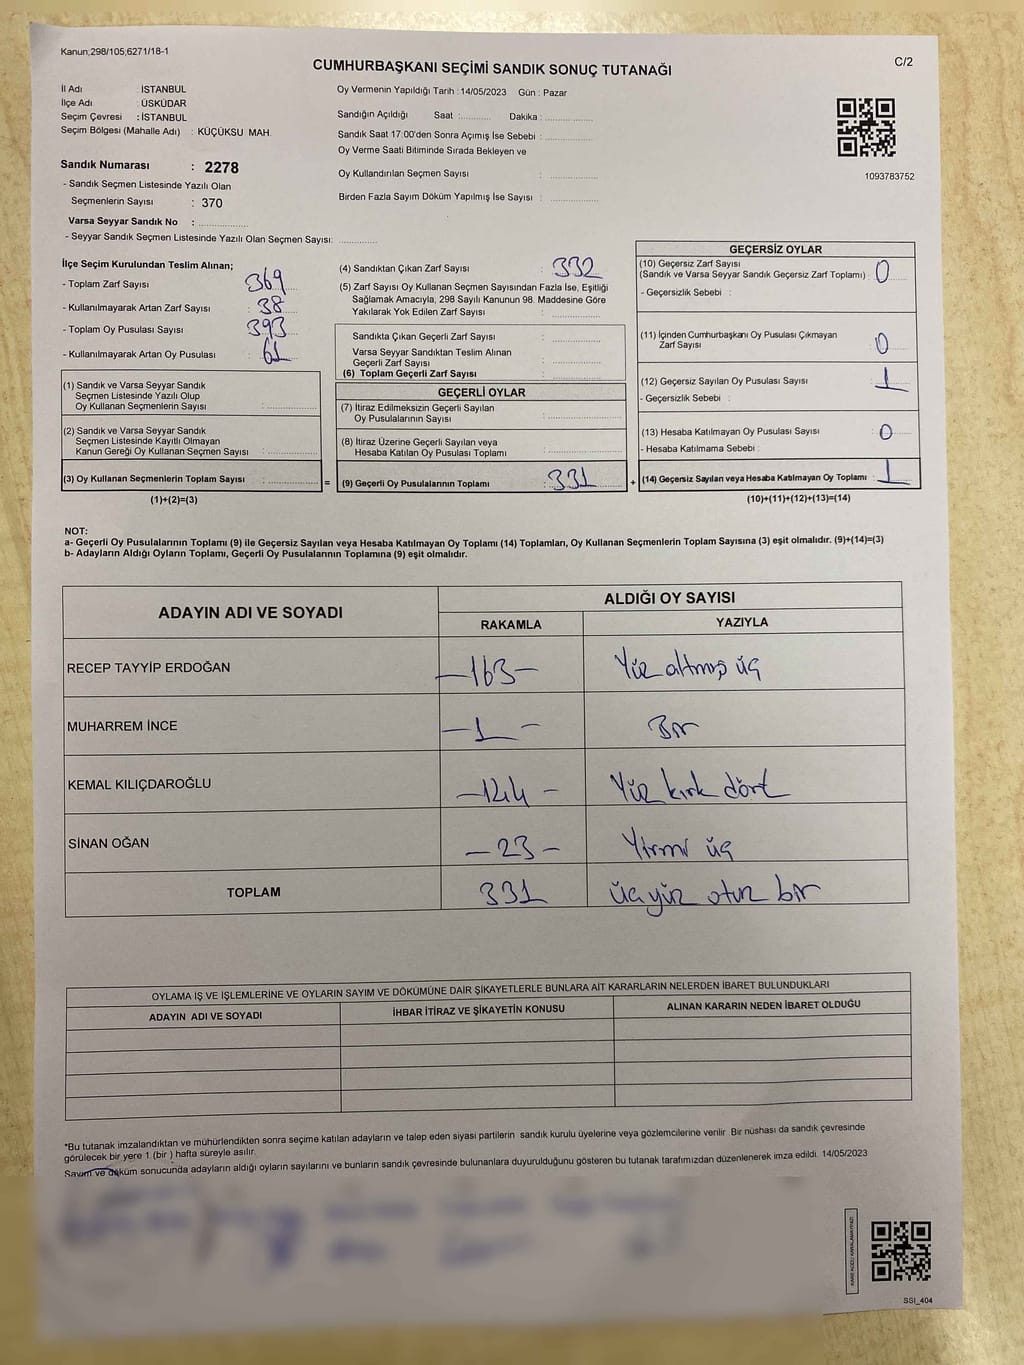 Kanun;298/105;6271/18-1
C/2
CUMHURBAŞKANI SEÇİMİ SANDIK SONUÇ TUTANAĞI
İl Adı : İSTANBUL
İlçe Adı : ÜSKÜDAR
Seçim Çevresi : İSTANBUL
Seçim Bölgesi (Mahalle Adı) : KÜÇÜKSU MAH.
Sandık Numarası : 2278
- Sandık Seçmen Listesinde Yazılı Olan
Seçmenlerin Sayısı : 370
Varsa Seyyar Sandık No :
- Seyyar Sandık Seçmen Listesinde Yazılı Olan Seçmen Sayısı:
Oy Vermenin Yapıldığı Tarih : 14/05/2023 Gün : Pazar
Sandığın Açıldığı Saat : Dakika :
Sandık Saat 17:00'den Sonra Açımış İse Sebebi :
Oy Verme Saati Bitiminde Sırada Bekleyen ve
Oy Kullandırılan Seçmen Sayısı :
Birden Fazla Sayım Döküm Yapılmış İse Sayısı :
1093783752
İlçe Seçim Kurulundan Teslim Alınan;
- Toplam Zarf Sayısı : 369
- Kullanılmayarak Artan Zarf Sayısı : 38
- Toplam Oy Pusulası Sayısı : 393
- Kullanılmayarak Artan Oy Pusulası : 61
(1) Sandık ve Varsa Seyyar Sandık
Seçmen Listesinde Yazılı Olup
Oy Kullanan Seçmenlerin Sayısı :
(2) Sandık ve Varsa Seyyar Sandık
Seçmen Listesinde Kayıtlı Olmayan
Kanun Gereği Oy Kullanan Seçmen Sayısı :
(3) Oy Kullanan Seçmenlerin Toplam Sayısı :
(1)+(2)=(3)
(4) Sandıktan Çıkan Zarf Sayısı : 332
(5) Zarf Sayısı Oy Kullanan Seçmen Sayısından Fazla İse, Eşitliği
Sağlamak Amacıyla, 298 Sayılı Kanunun 98. Maddesine Göre
Yakılarak Yok Edilen Zarf Sayısı :
Sandıkta Çıkan Geçerli Zarf Sayısı :
Varsa Seyyar Sandıktan Teslim Alınan
Geçerli Zarf Sayısı :
(6) Toplam Geçerli Zarf Sayısı :
GEÇERLİ OYLAR
(7) İtiraz Edilmeksizin Geçerli Sayılan
Oy Pusulalarının Sayısı :
(8) İtiraz Üzerine Geçerli Sayılan veya
Hesaba Katılan Oy Pusulası Toplamı :
= (9) Geçerli Oy Pusulalarının Toplamı : 331
GEÇERSİZ OYLAR
(10) Geçersiz Zarf Sayısı
(Sandık ve Varsa Seyyar Sandık Geçersiz Zarf Toplamı) : 0
- Geçersizlik Sebebi :
(11) İçinden Cumhurbaşkanı Oy Pusulası Çıkmayan
Zarf Sayısı : 0
(12) Geçersiz Sayılan Oy Pusulası Sayısı : 1
- Geçersizlik Sebebi :
(13) Hesaba Katılmayan Oy Pusulası Sayısı : 0
- Hesaba Katılmama Sebebi :
+ (14) Geçersiz Sayılan veya Hesaba Katılmayan Oy Toplamı : 1
(10)+(11)+(12)+(13)=(14)
NOT:
a- Geçerli Oy Pusulalarının Toplamı (9) ile Geçersiz Sayılan veya Hesaba Katılmayan Oy Toplamı (14) Toplamları, Oy Kullanan Seçmenlerin Toplam Sayısına (3) eşit olmalıdır. (9)+(14)=(3)
b- Adayların Aldığı Oyların Toplamı, Geçerli Oy Pusulalarının Toplamına (9) eşit olmalıdır.
ADAYIN ADI VE SOYADI ALDIĞI OY SAYISI
RAKAMLA YAZIYLA
RECEP TAYYİP ERDOĞAN -163- Yüz altmış üç
MUHARREM İNCE -1- Bir
KEMAL KILIÇDAROĞLU -144- Yüz kırk dört
SİNAN OĞAN -23- Yirmi üç
TOPLAM 331 üçyüz otuz bir
OYLAMA İŞ VE İŞLEMLERİNE VE OYLARIN SAYIM VE DÖKÜMÜNE DAİR ŞİKAYETLERLE BUNLARA AİT KARARLARIN NELERDEN İBARET BULUNDUKLARI
ADAYIN ADI VE SOYADI İHBAR İTİRAZ VE ŞİKAYETİN KONUSU ALINAN KARARIN NEDEN İBARET OLDUĞU
*Bu tutanak imzalandıktan ve mühürlendikten sonra seçime katılan adayların ve talep eden siyasi partilerin sandık kurulu üyelerine veya gözlemcilerine verilir. Bir nüshası da sandık çevresinde
görülecek bir yere 1 (bir ) hafta süreyle asılır.
Sayım ve döküm sonucunda adayların aldığı oyların sayılarını ve bunların sandık çevresinde bulunanlara duyurulduğunu gösteren bu tutanak tarafımızdan düzenlenerek imza edildi. 14/05/2023
SSI_404